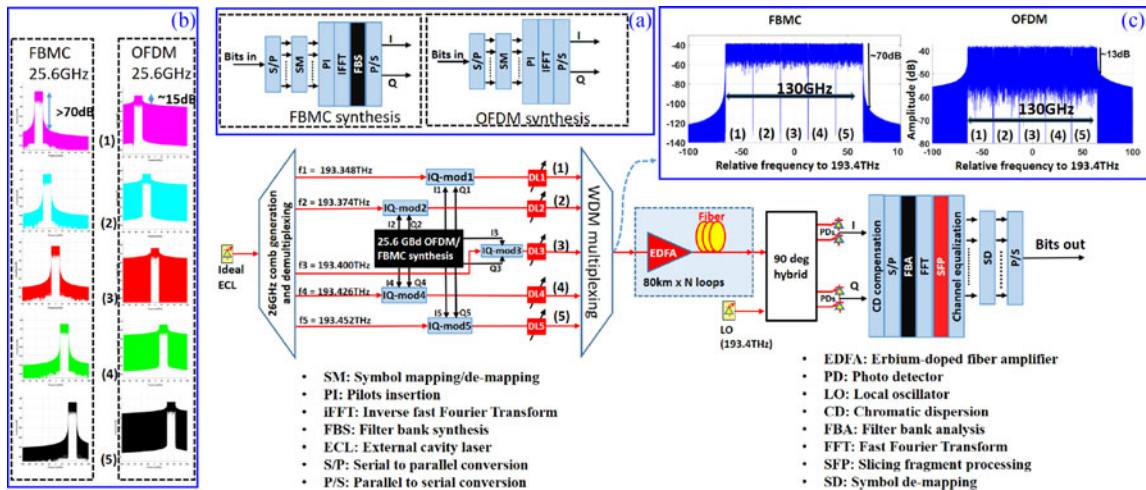 (b)
FBMC
25.6GHz
OFDM
25.6GHz
>70dB
~15dB
(1)
(2)
(3)
(4)
(5)
(a)
Bits in
S/P
SM
PI
IFFT
FBS
P/S
I
Q
FBMC synthesis
Bits in
S/P
SM
PI
IFFT
P/S
I
Q
OFDM synthesis
(c)
FBMC
-40
-60
-80
-100
-120
-140
~70dB
130GHz
(1) (2) (3) (4) (5)
-100 -50 0 50 10
Relative frequency to 193.4THz
OFDM
Amplitude (dB)
-40
-50
-60
-70
-80
~13dB
130GHz
(1) (2) (3) (4) (5)
-100 -50 0 50 100
Relative frequency to 193.4THz
Ideal
ECL
26GHz comb generation
and demultiplexing
f1 = 193.348THz
f2 = 193.374THz
f3 = 193.400THz
f4 = 193.426THz
f5 = 193.452THz
IQ-mod1
I1 Q1
IQ-mod2
I2 Q2
25.6 GBd OFDM/
FBMC synthesis
I3
IQ-mod3
Q3
I4 Q4
IQ-mod4
I5 Q5
IQ-mod5
DL1
DL2
DL3
DL4
DL5
(1)
(2)
(3)
(4)
(5)
WDM multiplexing
Fiber
EDFA
80km x N loops
LO
(193.4THz)
90 deg
hybrid
PDs
I
Q
PDs
CD compensation
S/P
FBA
FFT
SFP
Channel equalization
SD
P/S
Bits out
• SM: Symbol mapping/de-mapping
• PI: Pilots insertion
• iFFT: Inverse fast Fourier Transform
• FBS: Filter bank synthesis
• ECL: External cavity laser
• S/P: Serial to parallel conversion
• P/S: Parallel to serial conversion
• EDFA: Erbium-doped fiber amplifier
• PD: Photo detector
• LO: Local oscillator
• CD: Chromatic dispersion
• FBA: Filter bank analysis
• FFT: Fast Fourier Transform
• SFP: Slicing fragment processing
• SD: Symbol de-mapping